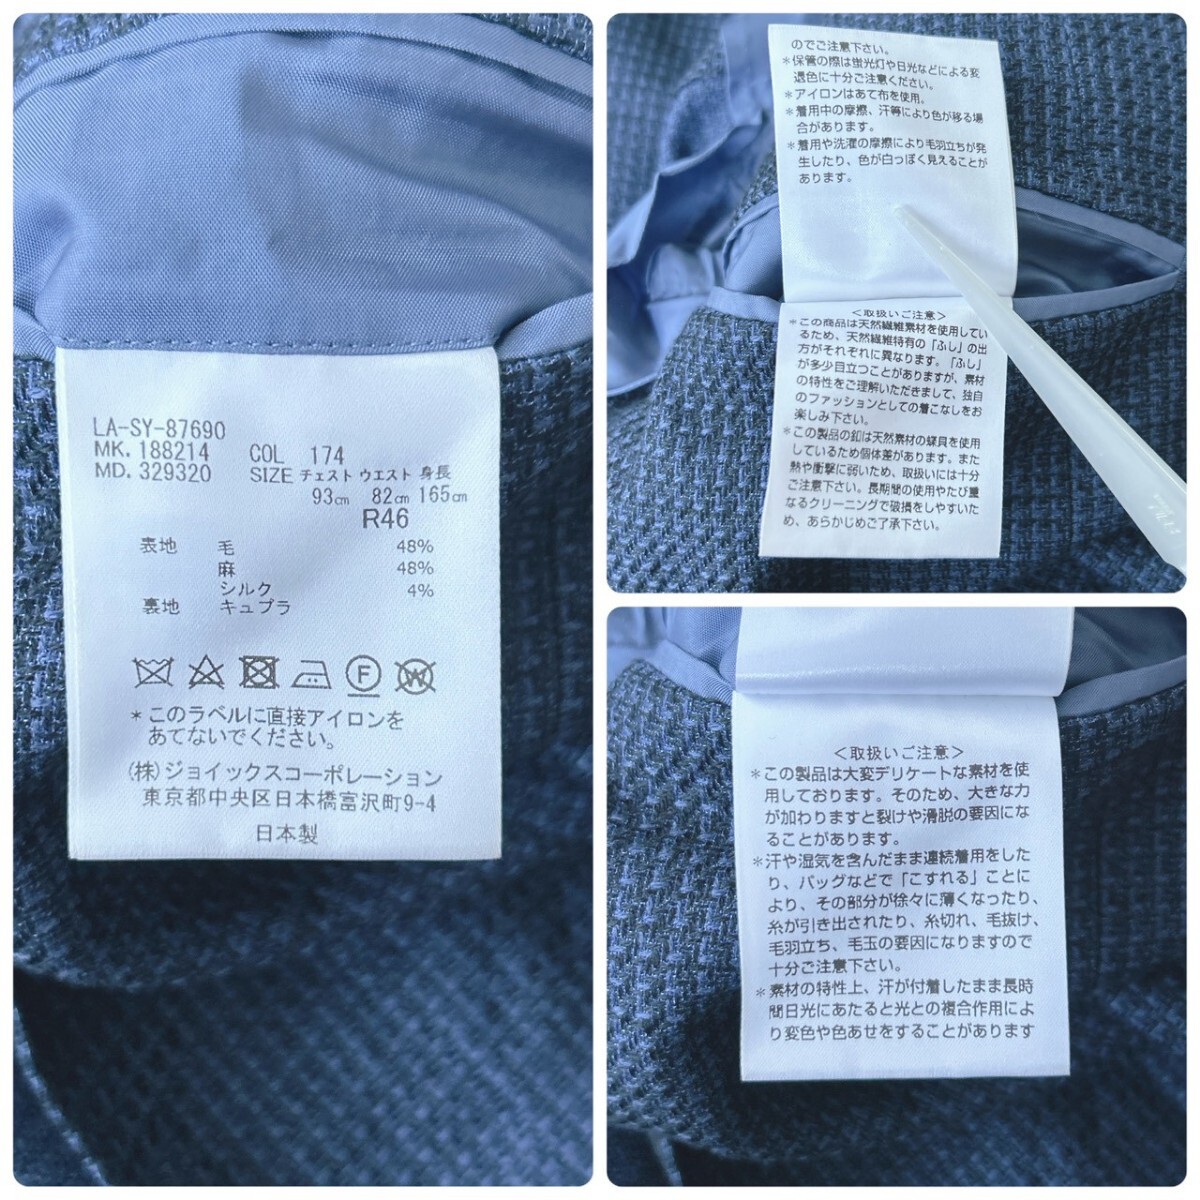 LA-SY-87690
MK. 188214 COL 174
MD. 329320 SIZE チェスト ウエスト 身長
93cm 82cm 165cm
R46
表地 毛 48%
麻 48%
シルク 4%
裏地 キュプラ
F
W
*このラベルに直接アイロンを
あてないでください。
(株)ジョイックスコーポレーション
東京都中央区日本橋富沢町9-4
日本製
のでご注意下さい。
*保管の際は蛍光灯や日光などによる変
退色に十分ご注意ください。
*アイロンはあて布を使用。
*着用中の摩擦、汗等により色が移る場
合があります。
*着用や洗濯の摩擦により毛羽立ちが発
生したり、色が白っぽく見えることが
あります。
<取扱いご注意>
*この商品は天然繊維素材を使用してい
るため、天然繊維特有の「ふし」の出
方がそれぞれに異なります。「ふし」
が多少目立つことがありますが、素材
の特性をご理解いただきまして、独自
のファッションとしての着こなしをお
楽しみ下さい。
*この製品の釦は天然素材の蝶貝を使用
しているため個体差があります。また
熱や衝撃に弱いため、取扱いには十分
ご注意下さい。長期間の使用やたび重
なるクリーニングで破損をしやすいた
め、あらかじめご了承下さい。
<取扱いご注意>
*この製品は大変デリケートな素材を使
用しております。そのため、大きな力
が加わりますと裂けや滑脱の要因にな
ることがあります。
*汗や湿気を含んだまま連続着用をした
り、バッグなどで「こすれる」ことに
より、その部分が徐々に薄くなったり、
糸が引き出されたり、糸切れ、毛抜け、
毛羽立ち、毛玉の要因になりますので
十分ご注意下さい。
*素材の特性上、汗が付着したまま長時
間日光にあたると光との複合作用によ
り変色や色あせをすることがあります